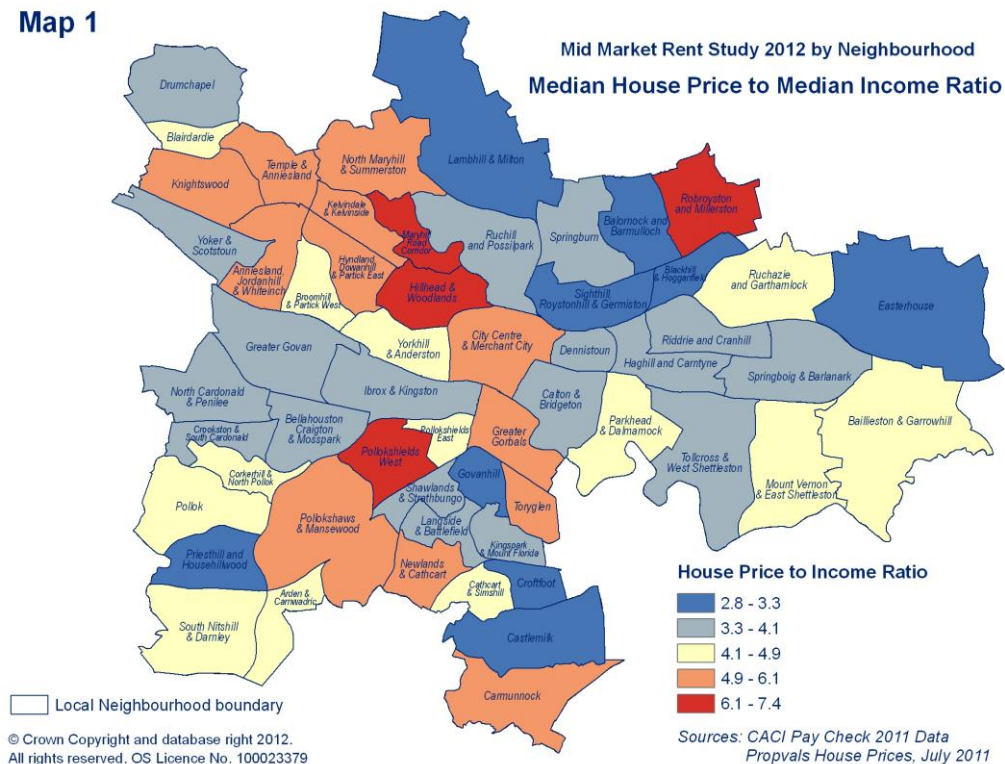 Map 1
Mid Market Rent Study 2012 by Neighbourhood
Median House Price to Median Income Ratio
Drumchapel
Blairdardie
Knightswood
Temple &
Anniesland
North Maryhill
& Summerston
Lambhill & Milton
Kelvindale
& Kelvinside
Maryhill
Road
Corridor
Ruchill
and Possilpark
Springburn
Balornock and
Barmulloch
Robroyston
and Millerston
Yoker &
Scotstoun
Anniesland,
Jordanhill
& Whiteinch
Broomhill
& Partick West
Hyndland,
Dowanhill
& Partick East
Hillhead &
Woodlands
Sighthill,
Roystonhill & Germiston
Blackhill
& Hogganfield
Ruchazie
and Garthamlock
Easterhouse
Greater Govan
Yorkhill
& Anderston
City Centre
& Merchant City
Dennistoun
Riddrie and Cranhill
Haghill and Carntyne
Springboig & Barlanark
North Cardonald
& Penilee
Ibrox & Kingston
Calton &
Bridgeton
Parkhead
& Dalmarnock
Baillieston & Garrowhill
Crookston &
South Cardonald
Bellahouston
Craigton
& Mosspark
Pollokshields
West
Pollokshields
East
Greater
Gorbals
Tollcross &
West Shettleston
Mount Vernon
& East Shettleston
Corkerhill &
North Pollok
Pollok
Govanhill
Shawlands
& Strathbungo
Toryglen
Pollokshaws
& Mansewood
Langside
& Battlefield
Kingspark
& Mount Florida
Priesthill and
Househillwood
Newlands
& Cathcart
Cathcart
& Simshill
Croftfoot
Arden &
Carnwadric
South Nitshill
& Darnley
Castlemilk
Carmunnock
House Price to Income Ratio
2.8 - 3.3
3.3 - 4.1
4.1 - 4.9
4.9 - 6.1
6.1 - 7.4
Local Neighbourhood boundary
© Crown Copyright and database right 2012.
All rights reserved. OS Licence No. 100023379
Sources: CACI Pay Check 2011 Data
Propvals House Prices, July 2011